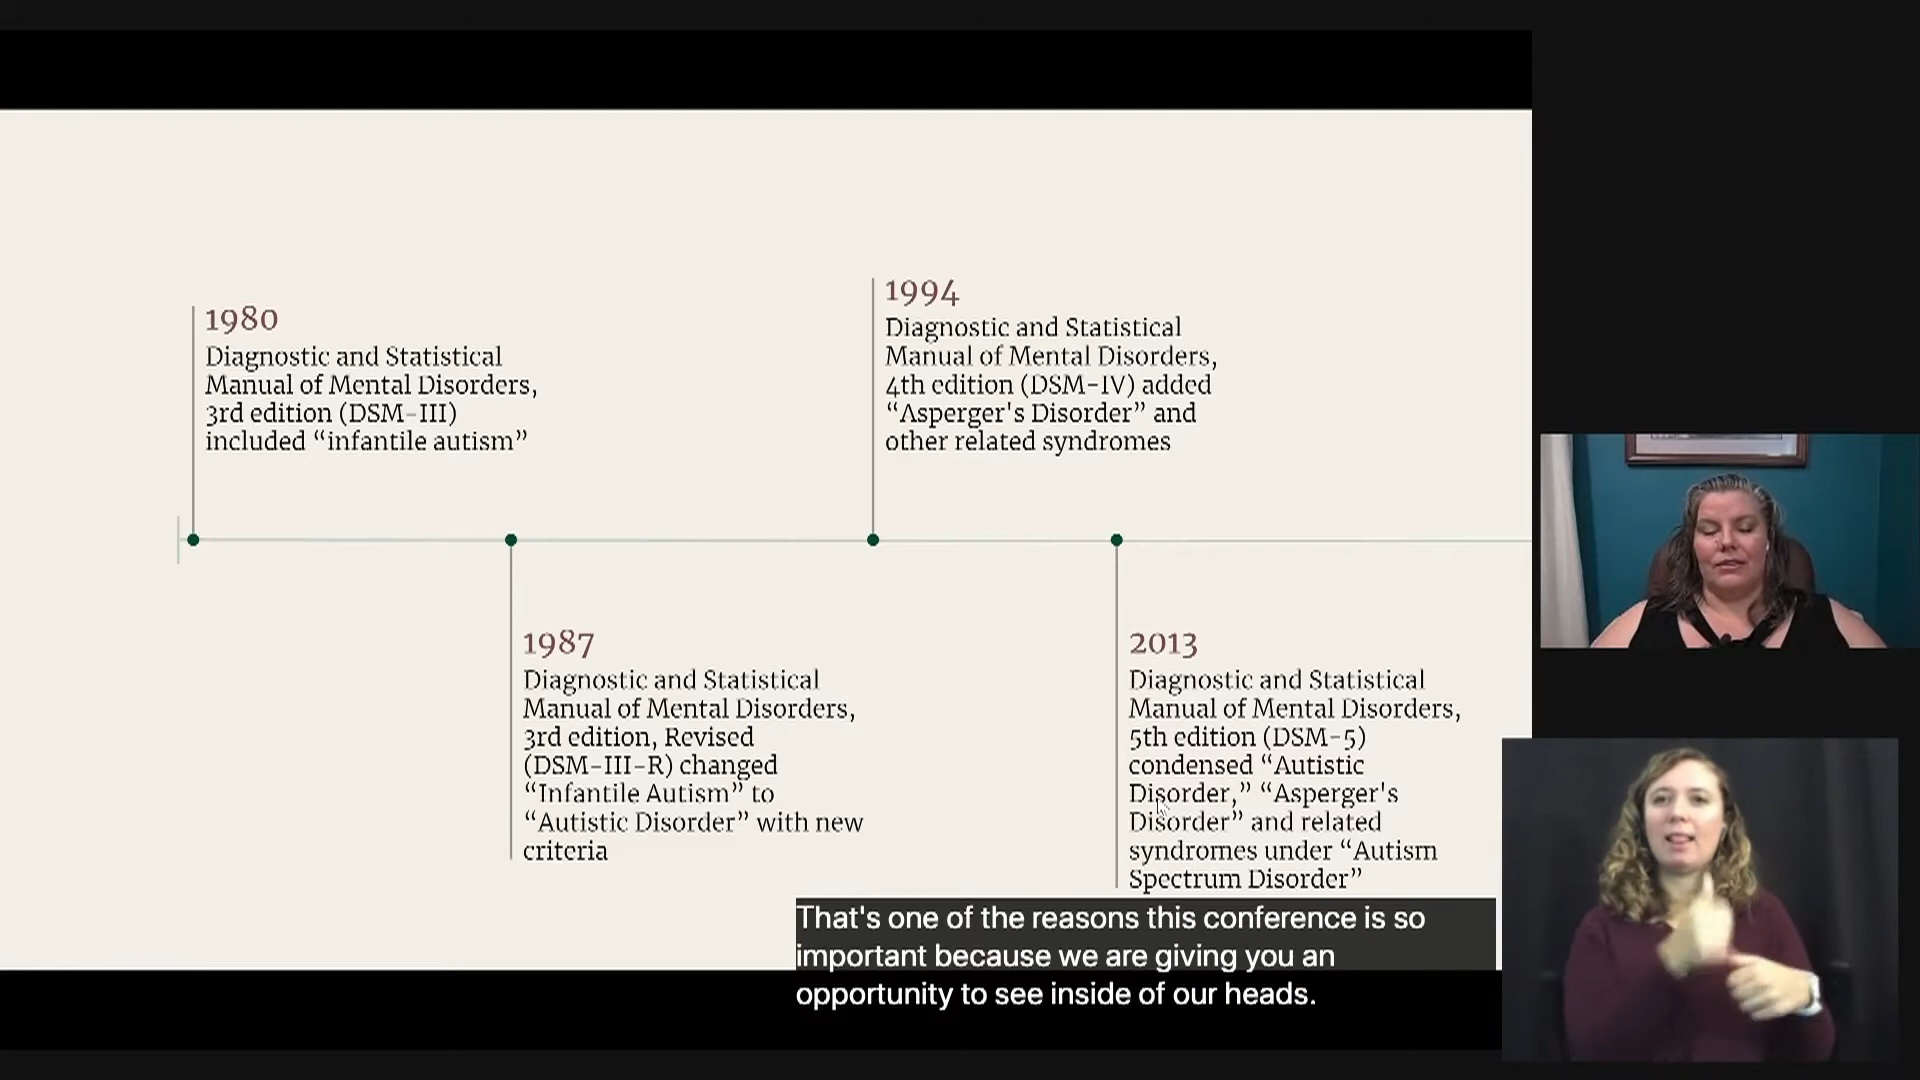 1980
Diagnostic and Statistical
Manual of Mental Disorders,
3rd edition (DSM-III)
included “infantile autism”
1987
Diagnostic and Statistical
Manual of Mental Disorders,
3rd edition, Revised
(DSM-III-R) changed
“Infantile Autism” to
“Autistic Disorder” with new
criteria
1994
Diagnostic and Statistical
Manual of Mental Disorders,
4th edition (DSM-IV) added
“Asperger's Disorder” and
other related syndromes
2013
Diagnostic and Statistical
Manual of Mental Disorders,
5th edition (DSM-5)
condensed “Autistic
Disorder,” “Asperger's
Disorder” and related
syndromes under “Autism
Spectrum Disorder”
That's one of the reasons this conference is so
important because we are giving you an
opportunity to see inside of our heads.